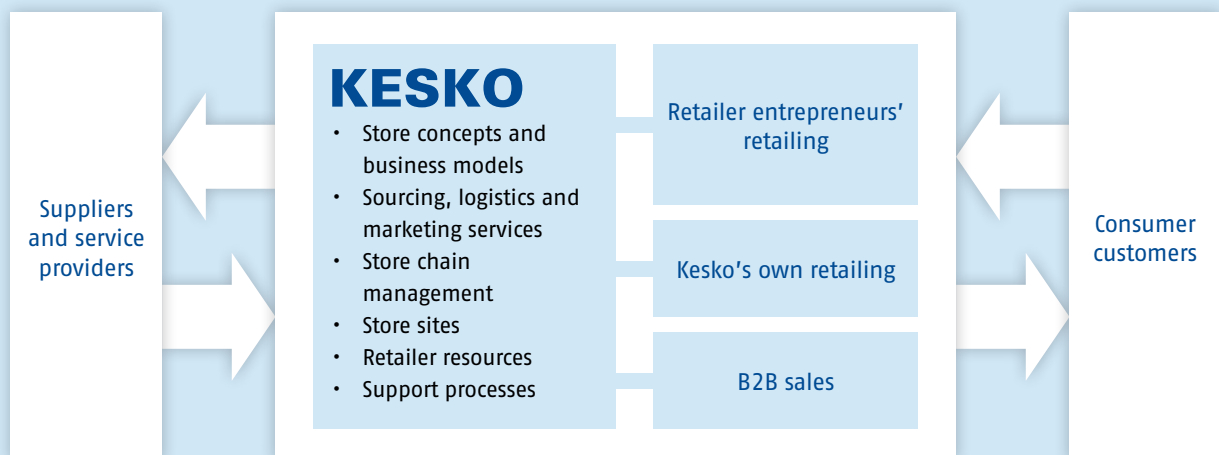 Suppliers
and service
providers
KESKO
• Store concepts and
business models
• Sourcing, logistics and
marketing services
• Store chain
management
• Store sites
• Retailer resources
• Support processes
Retailer entrepreneurs’
retailing
Kesko’s own retailing
B2B sales
Consumer
customers